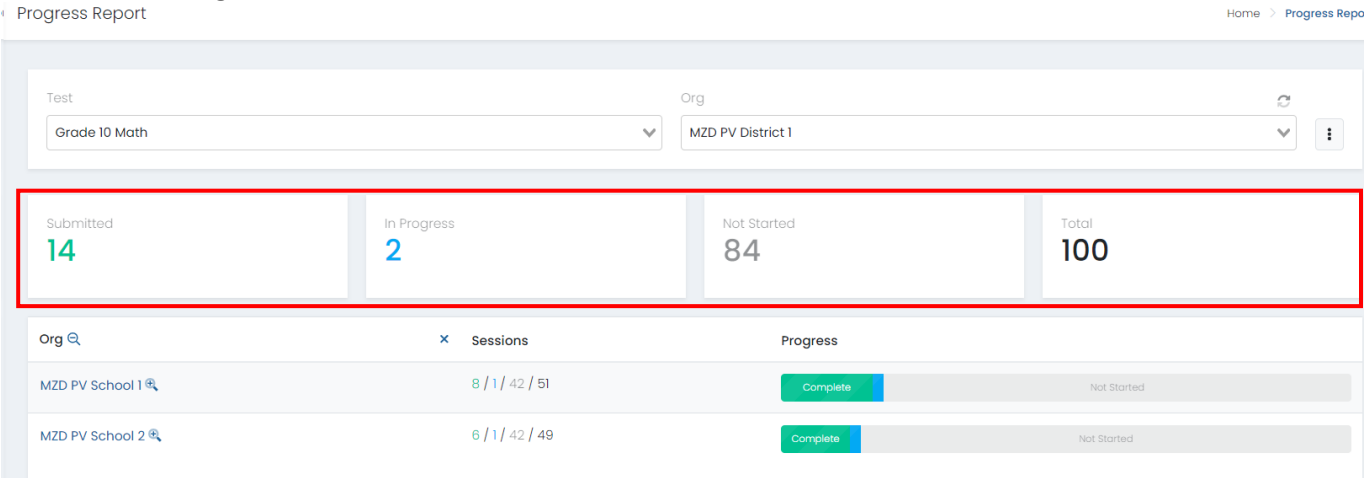 Progress Report
Home > Progress Repo
Test
Org
Grade 10 Math
MZD PV District 1
Submitted
14
In Progress
2
Not Started
84
Total
100
Org
× Sessions
Progress
MZD PV School 1
8 / 1 / 42 / 51
Complete
Not Started
MZD PV School 2
6 / 1 / 42 / 49
Complete
Not Started